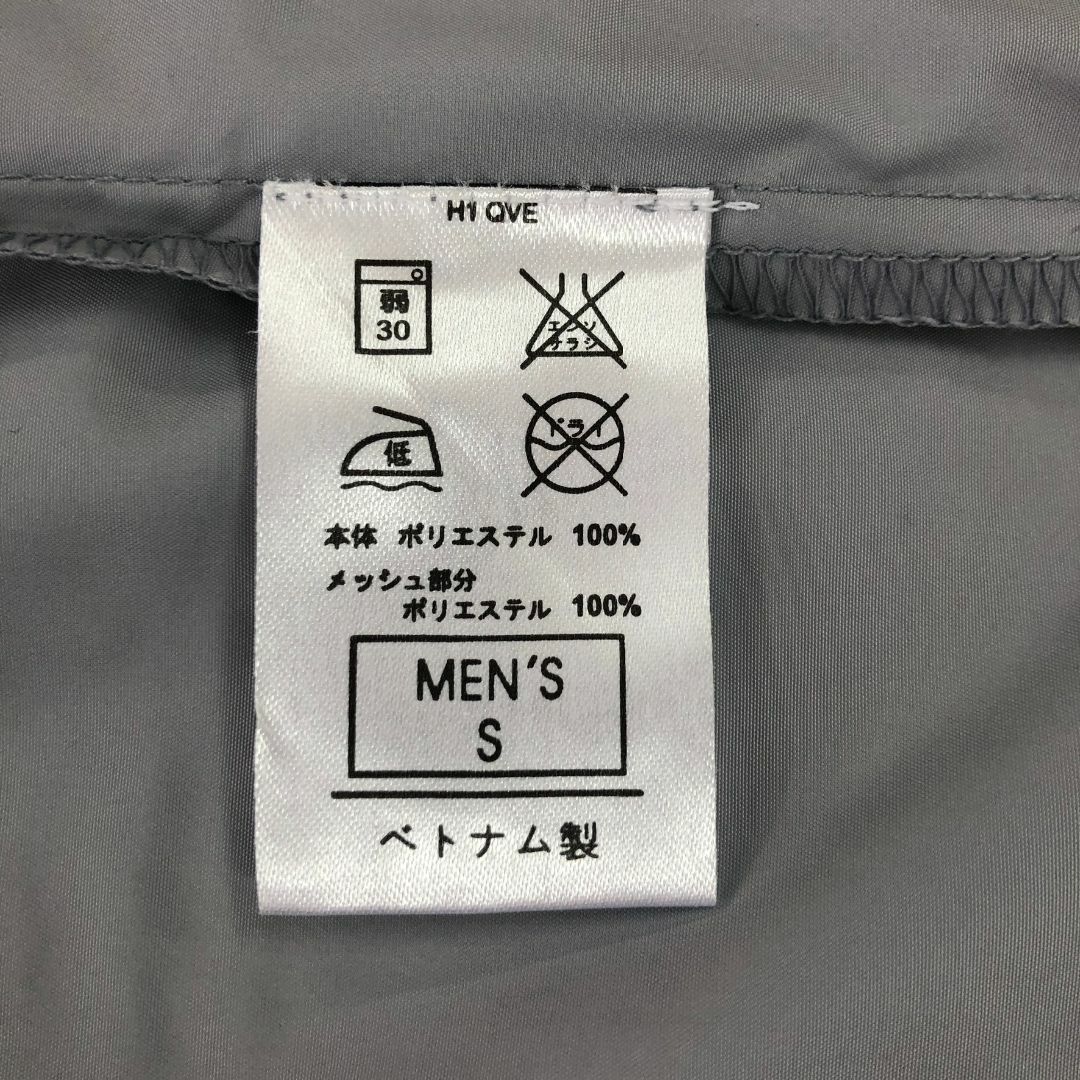 H1 QVE
弱
30
エンソ
チラシ
低
ドライ
本体 ポリエステル 100%
メッシュ部分
ポリエステル 100%
MEN'S
S
ベトナム製